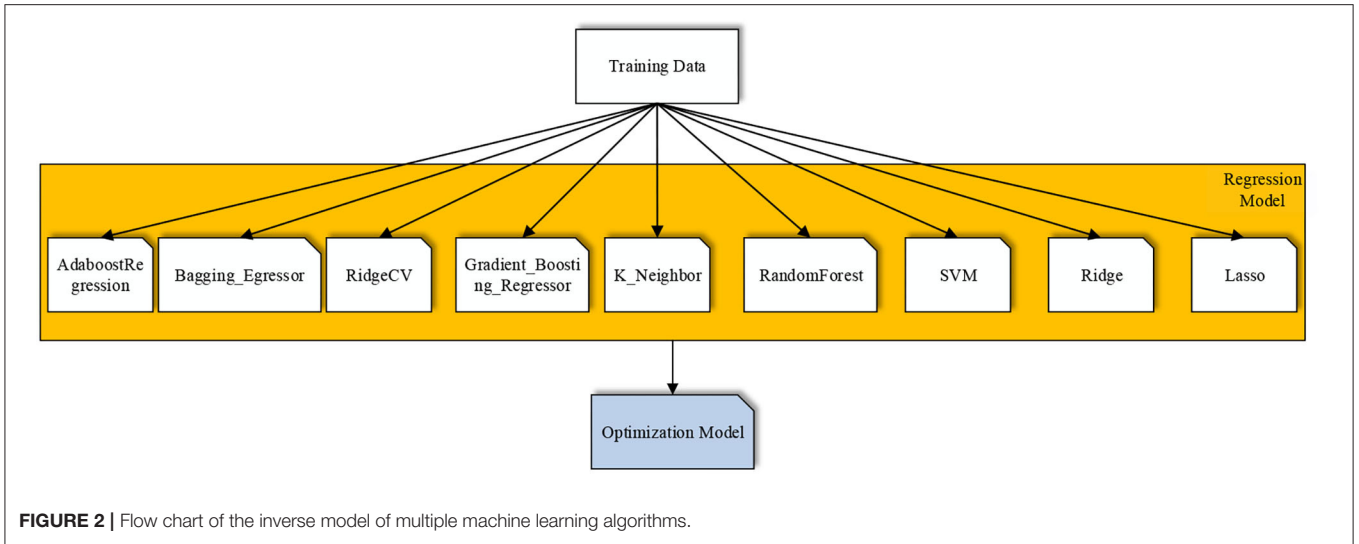 Training Data
Regression
Model
AdaboostRe
gression
Bagging_Egressor
RidgeCV
Gradient_Boosti
ng_Regressor
K_Neighbor
RandomForest
SVM
Ridge
Lasso
Optimization Model
FIGURE 2 | Flow chart of the inverse model of multiple machine learning algorithms.